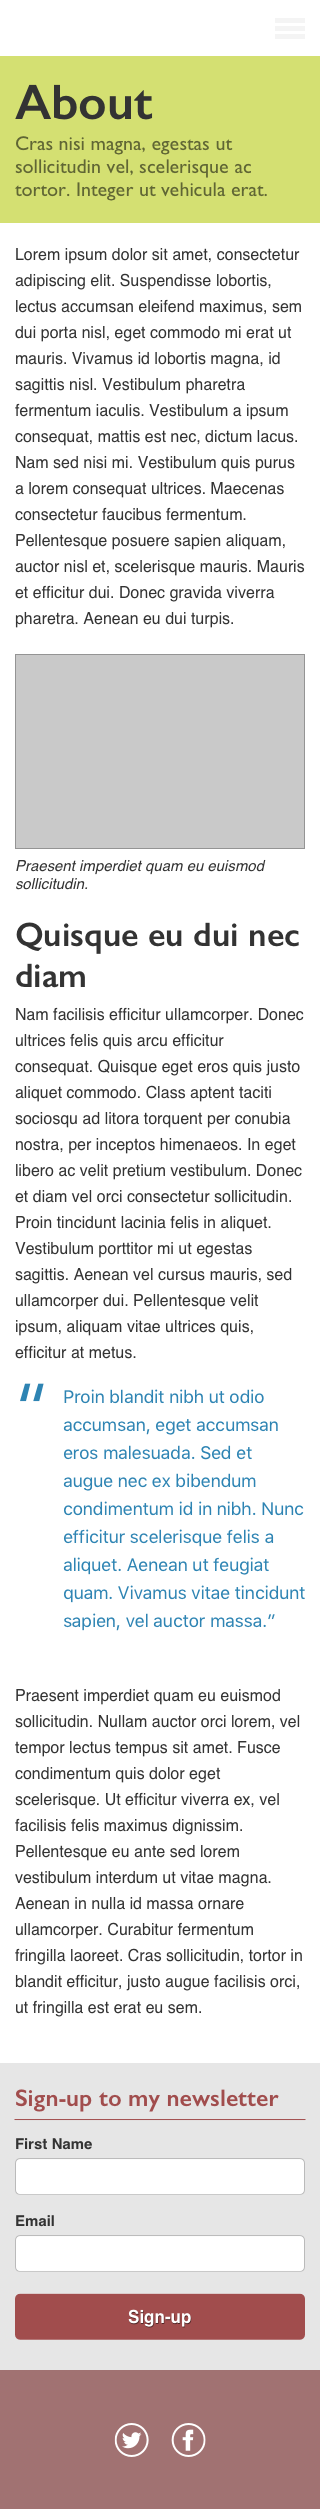 About
Cras nisi magna, egestas ut
sollicitudin vel, scelerisque ac
tortor. Integer ut vehicula erat.
Lorem ipsum dolor sit amet, consectetur
adipiscing elit. Suspendisse lobortis,
lectus accumsan eleifend maximus, sem
dui porta nisl, eget commodo mi erat ut
mauris. Vivamus id lobortis magna, id
sagittis nisl. Vestibulum pharetra
fermentum iaculis. Vestibulum a ipsum
consequat, mattis est nec, dictum lacus.
Nam sed nisi mi. Vestibulum quis purus
a lorem consequat ultrices. Maecenas
consectetur faucibus fermentum.
Pellentesque posuere sapien aliquam,
auctor nisl et, scelerisque mauris. Mauris
et efficitur dui. Donec gravida viverra
pharetra. Aenean eu dui turpis.
Praesent imperdiet quam eu euismod
sollicitudin.
Quisque eu dui nec
diam
Nam facilisis efficitur ullamcorper. Donec
ultrices felis quis arcu efficitur
consequat. Quisque eget eros quis justo
aliquet commodo. Class aptent taciti
sociosqu ad litora torquent per conubia
nostra, per inceptos himenaeos. In eget
libero ac velit pretium vestibulum. Donec
et diam vel orci consectetur sollicitudin.
Proin tincidunt lacinia felis in aliquet.
Vestibulum porttitor mi ut egestas
sagittis. Aenean vel cursus mauris, sed
ullamcorper dui. Pellentesque velit
ipsum, aliquam vitae ultrices quis,
efficitur at metus.
“Proin blandit nibh ut odio
accumsan, eget accumsan
eros malesuada. Sed et
augue nec ex bibendum
condimentum id in nibh. Nunc
efficitur scelerisque felis a
aliquet. Aenean ut feugiat
quam. Vivamus vitae tincidunt
sapien, vel auctor massa.”
Praesent imperdiet quam eu euismod
sollicitudin. Nullam auctor orci lorem, vel
tempor lectus tempus sit amet. Fusce
condimentum quis dolor eget
scelerisque. Ut efficitur viverra ex, vel
facilisis felis maximus dignissim.
Pellentesque eu ante sed lorem
vestibulum interdum ut vitae magna.
Aenean in nulla id massa ornare
ullamcorper. Curabitur fermentum
fringilla laoreet. Cras sollicitudin, tortor in
blandit efficitur, justo augue facilisis orci,
ut fringilla est erat eu sem.
Sign-up to my newsletter
First Name
Email
Sign-up